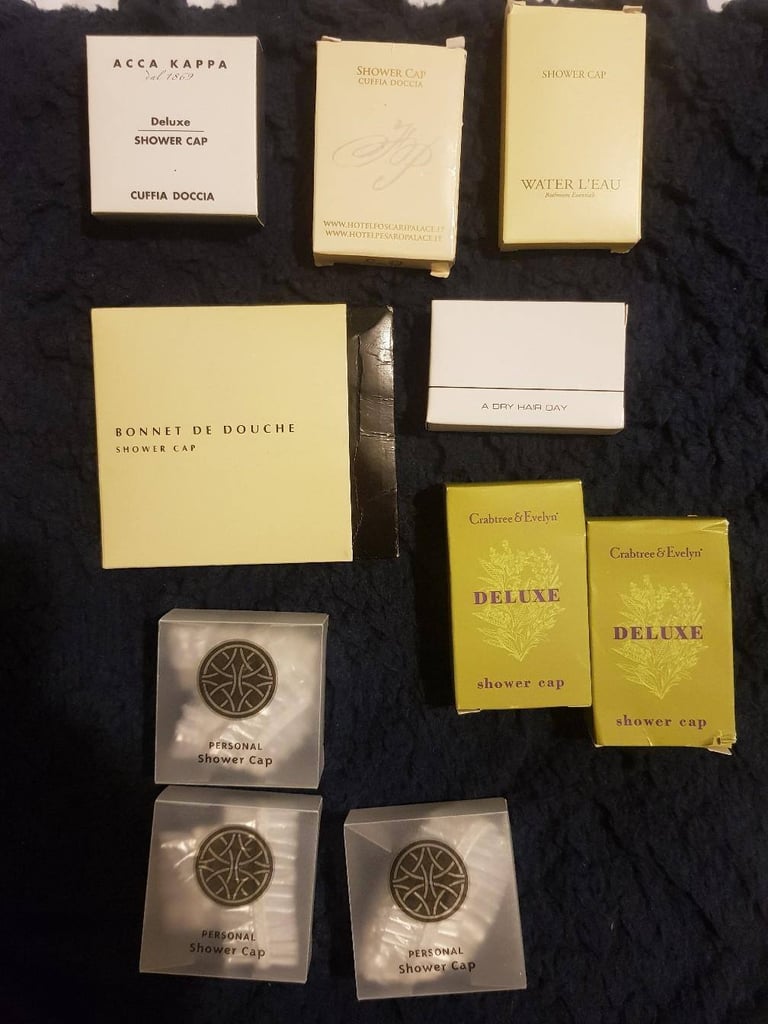 ACCA KAPPA
dal 1869
Deluxe
SHOWER CAP
CUFFIA DOCCIA
SHOWER CAP
CUFFIA DOCCIA
WWW.HOTELFOSCARIPALACE.IT
WWW.HOTELPESAROPALACE.IT
SHOWER CAP
WATER L'EAU
Bathroom Essentials
BONNET DE DOUCHE
SHOWER CAP
A DRY HAIR DAY
Crabtree & Evelyn
DELUXE
shower cap
Crabtree & Evelyn
DELUXE
shower cap
PERSONAL
Shower Cap
PERSONAL
Shower Cap
PERSONAL
Shower Cap